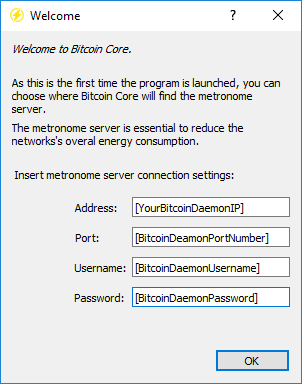 Welcome
?
Welcome to Bitcoin Core.
As this is the first time the program is launched, you can
choose where Bitcoin Core will find the metronome
server.
The metronome server is essential to reduce the
networks's overal energy consumption.
Insert metronome server connection settings:
Address: [YourBitcoinDaemonIP]
Port: [BitcoinDeamonPortNumber]
Username: [BitcoinDaemonUsername]
Password: [BitcoinDaemonPassword]
OK